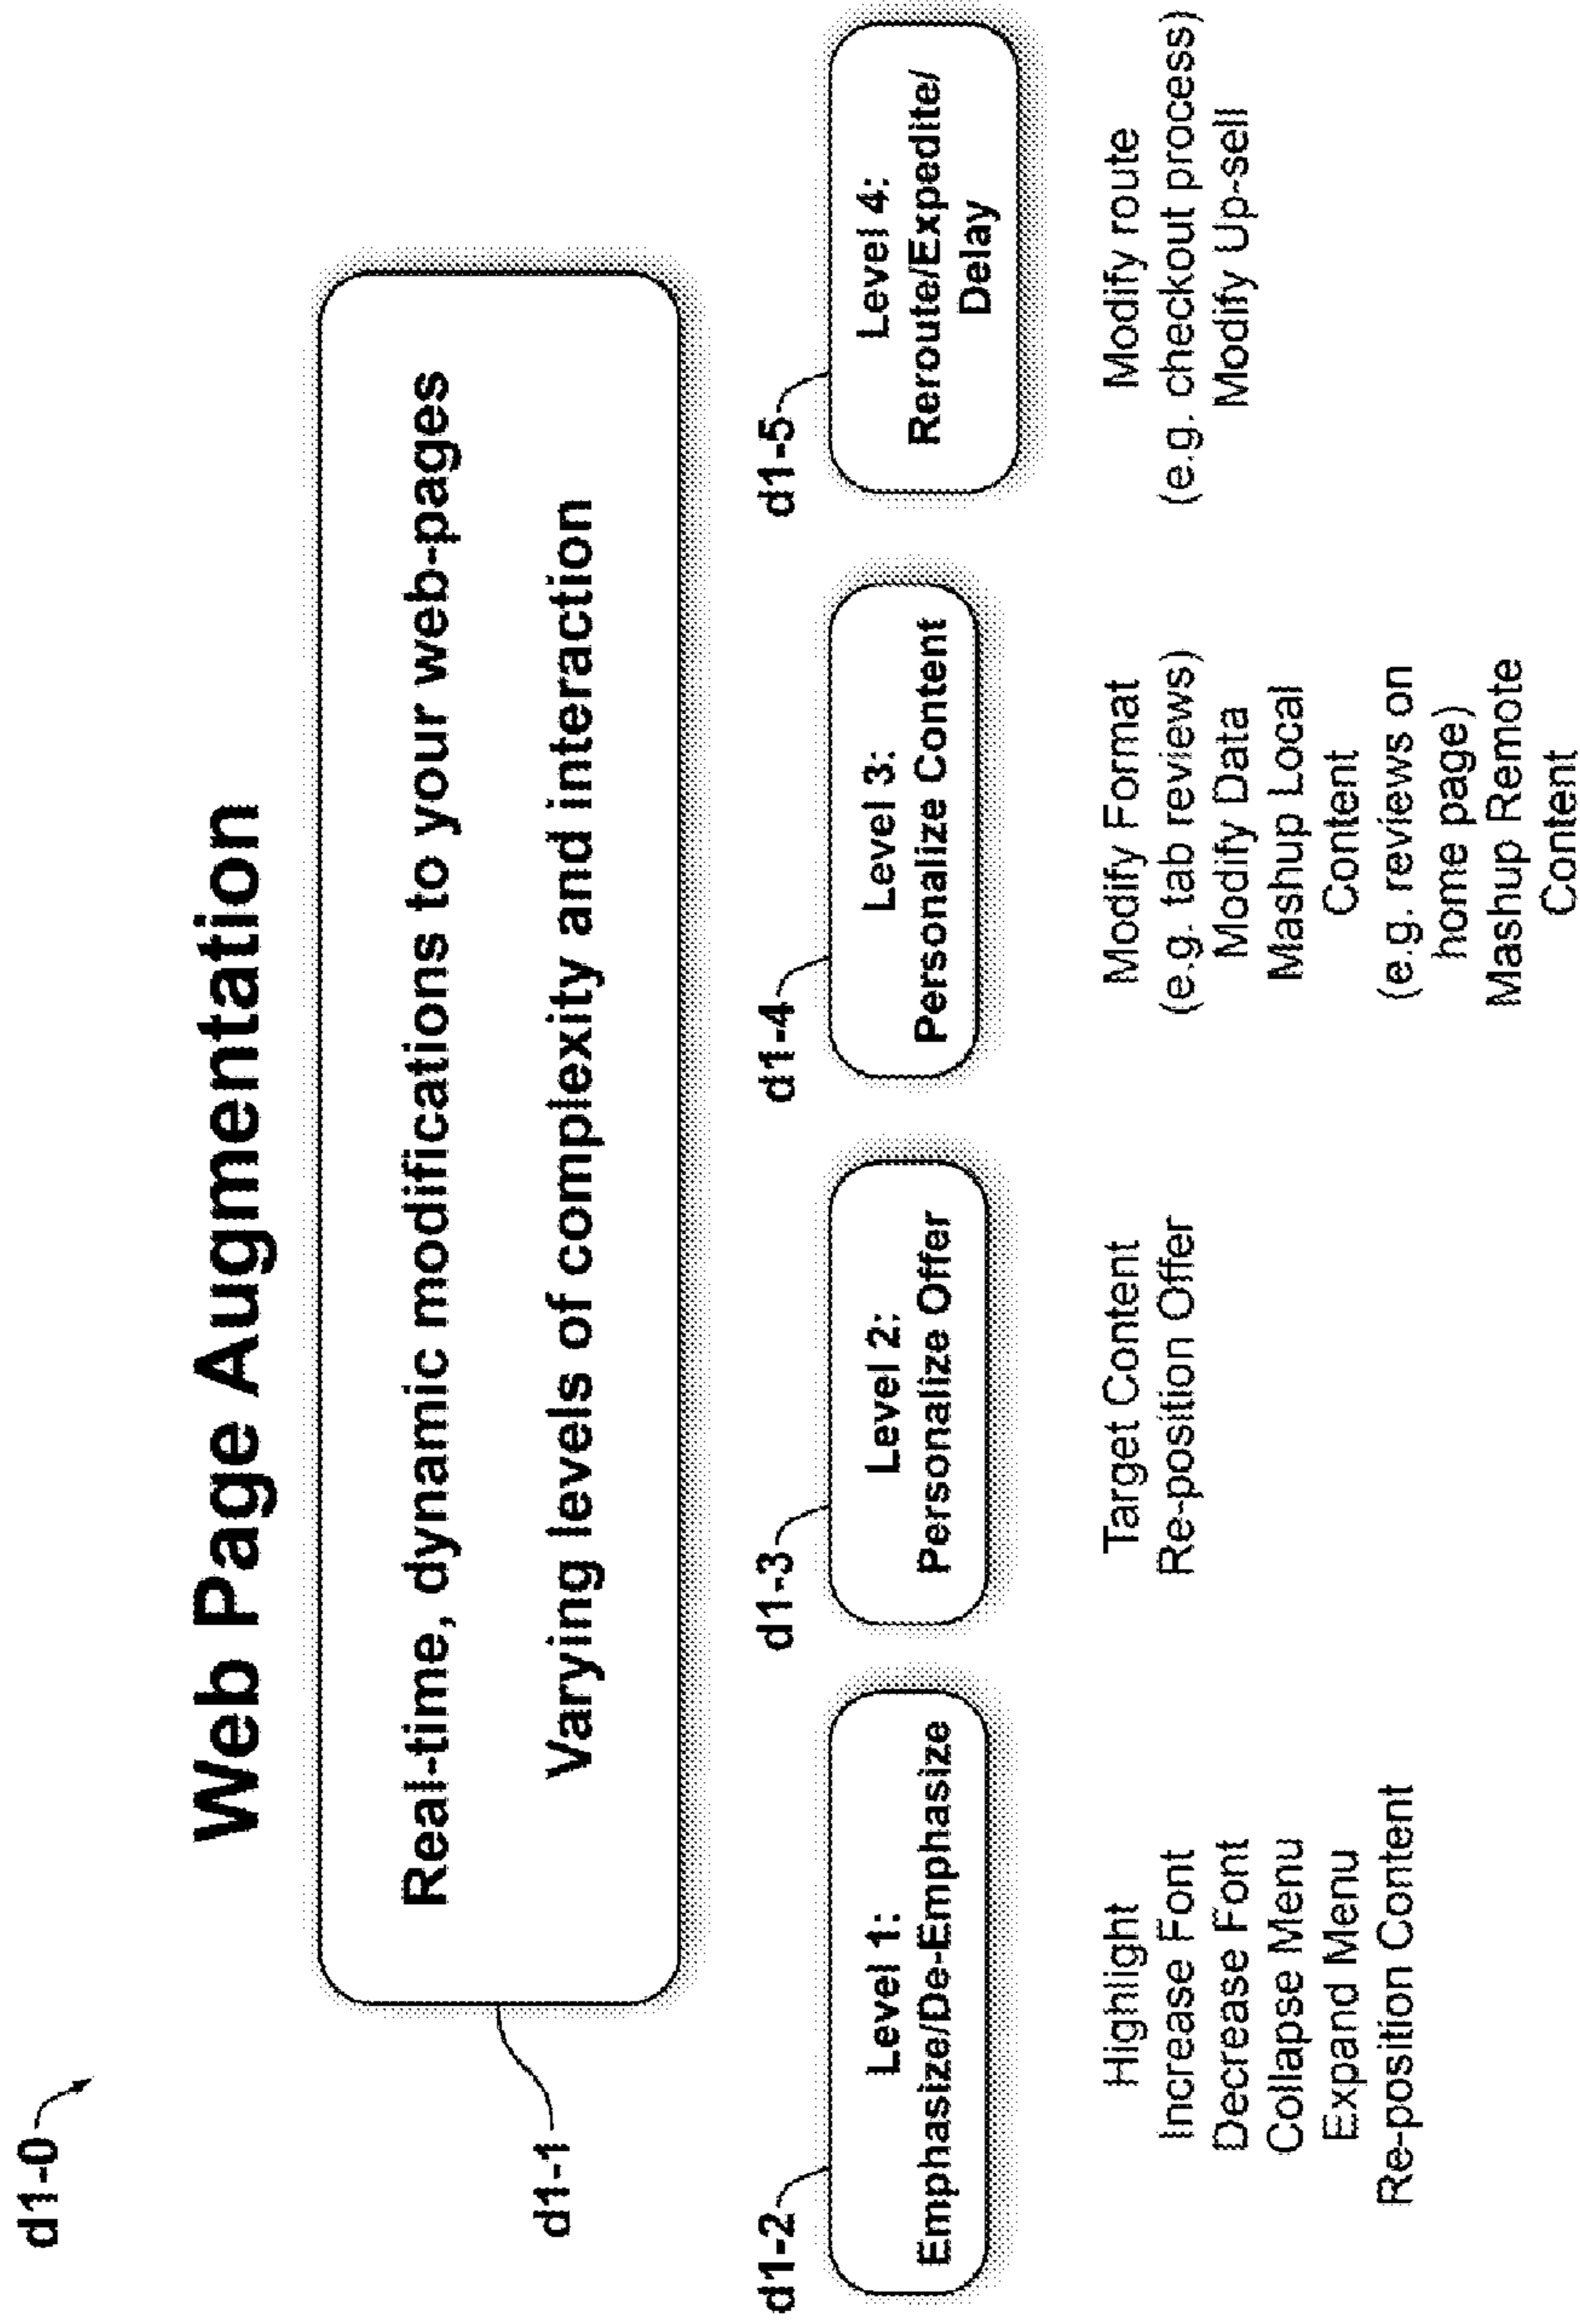 d1-0
Web Page Augmentation
Real-time, dynamic modifications to your web-pages
Varying levels of complexity and interaction
d1-1
d1-2
Level 1:
Emphasize/De-Emphasize
Highlight
Increase Font
Decrease Font
Collapse Menu
Expand Menu
Re-position Content
d1-3
Level 2:
Personalize Offer
Target Content
Re-position Offer
d1-4
Level 3:
Personalize Content
Modify Format
(e.g. tab reviews)
Modify Data
Mashup Local
Content
(e.g. reviews on
home page)
Mashup Remote
Content
d1-5
Level 4:
Reroute/Expedite/
Delay
Modify route
(e.g. checkout process)
Modify Up-sell